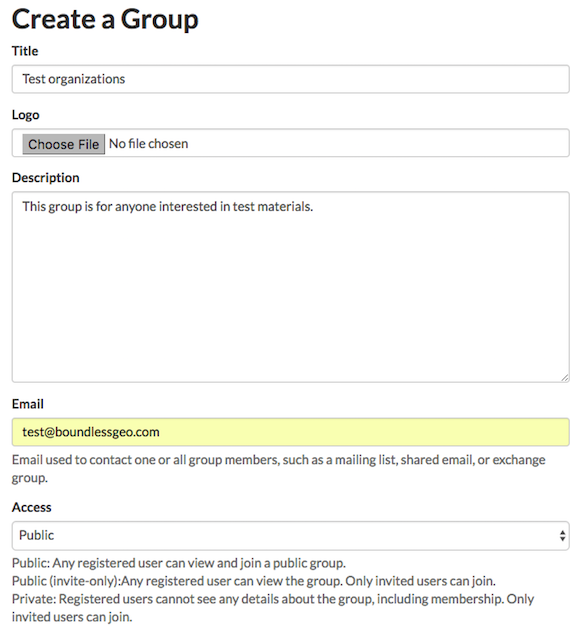 Create a Group
Title
Test organizations
Logo
Choose File No file chosen
Description
This group is for anyone interested in test materials.
Email
test@boundlessgeo.com
Email used to contact one or all group members, such as a mailing list, shared email, or exchange
group.
Access
Public
Public: Any registered user can view and join a public group.
Public (invite-only):Any registered user can view the group. Only invited users can join.
Private: Registered users cannot see any details about the group, including membership. Only
invited users can join.